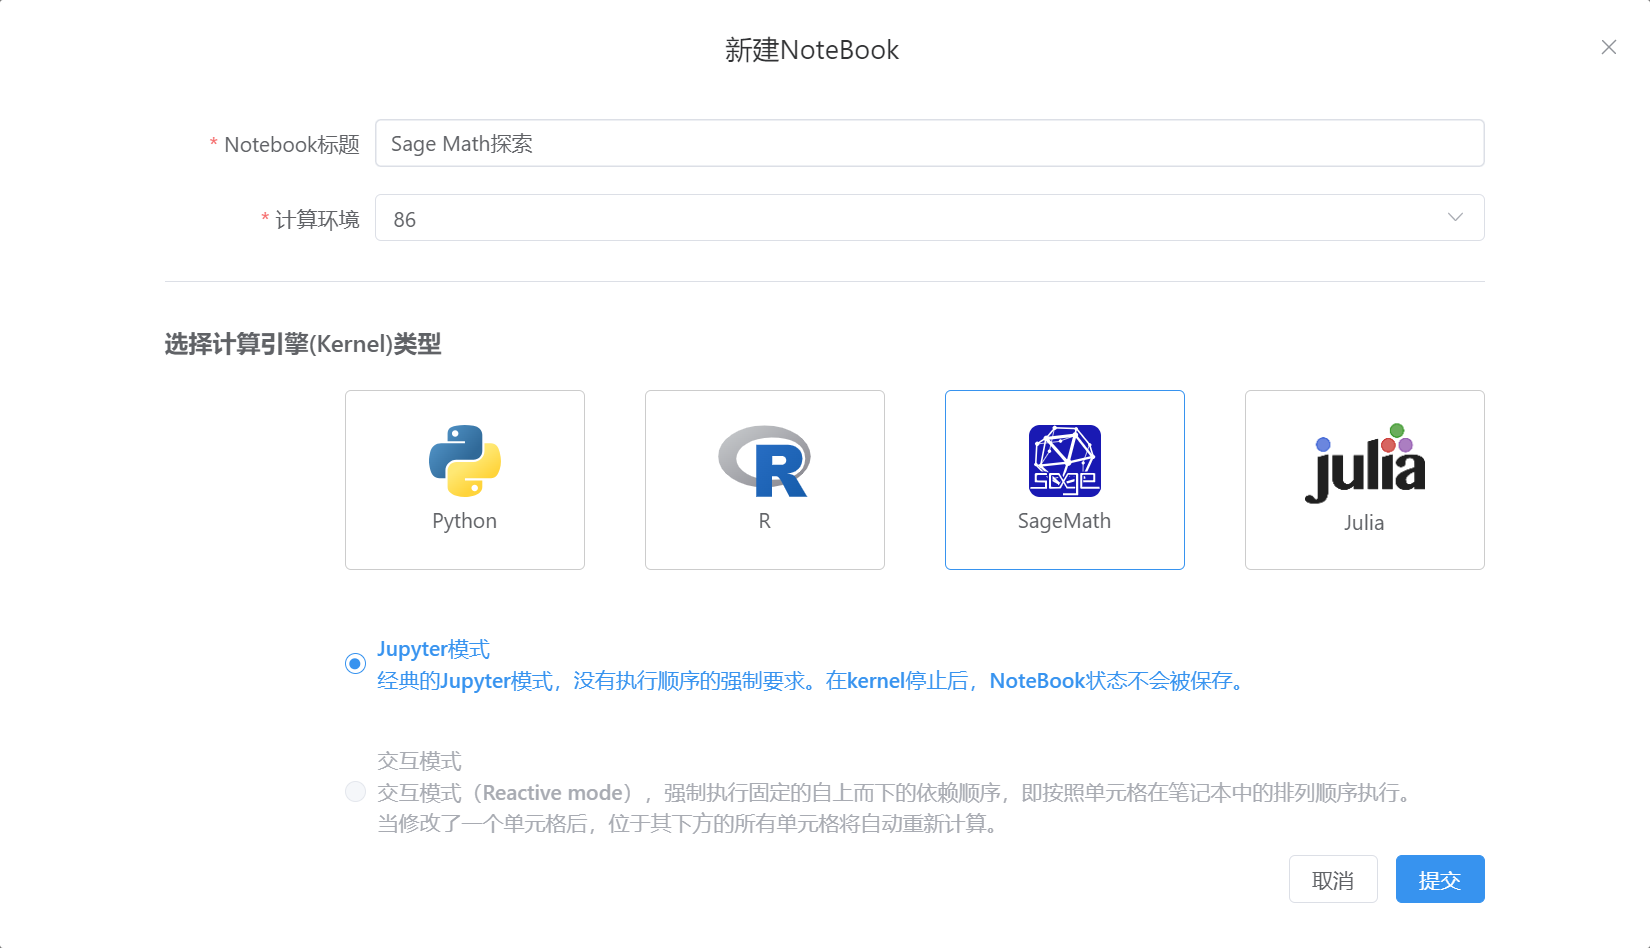 新建NoteBook
* Notebook标题
Sage Math探索
* 计算环境
86
选择计算引擎(Kernel)类型
Python
R
R
sage
SageMath
julia
Julia
Jupyter模式
经典的Jupyter模式，没有执行顺序的强制要求。在kernel停止后，NoteBook状态不会被保存。
交互模式
交互模式（Reactive mode），强制执行固定的自上而下的依赖顺序，即按照单元格在笔记本中的排列顺序执行。
当修改了一个单元格后，位于其下方的所有单元格将自动重新计算。
取消
提交